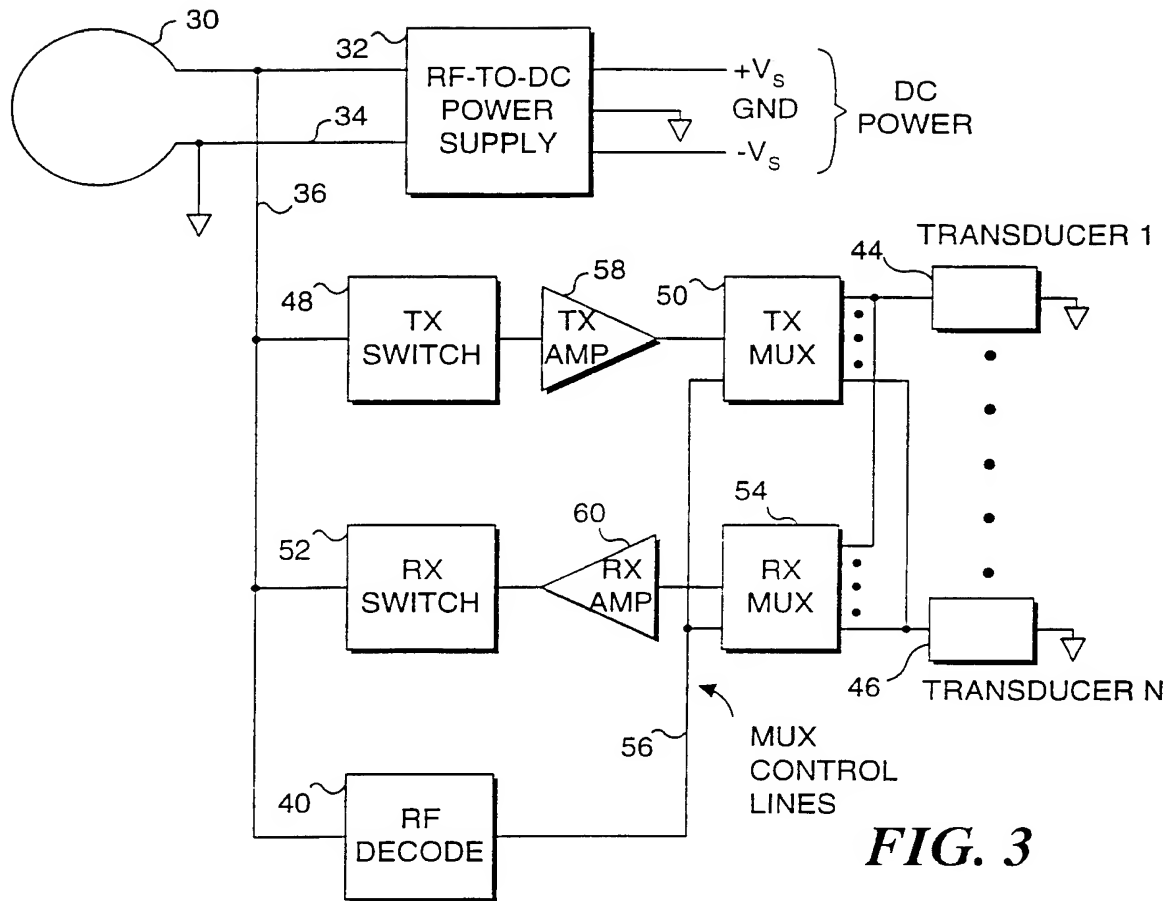 30
32
RF-TO-DC
POWER
SUPPLY
+VS
GND
-VS
DC
POWER
34
36
TRANSDUCER 1
44
48
TX
SWITCH
58
TX
AMP
50
TX
MUX
52
RX
SWITCH
60
RX
AMP
54
RX
MUX
46
TRANSDUCER N
56
MUX
CONTROL
LINES
40
RF
DECODE
FIG. 3